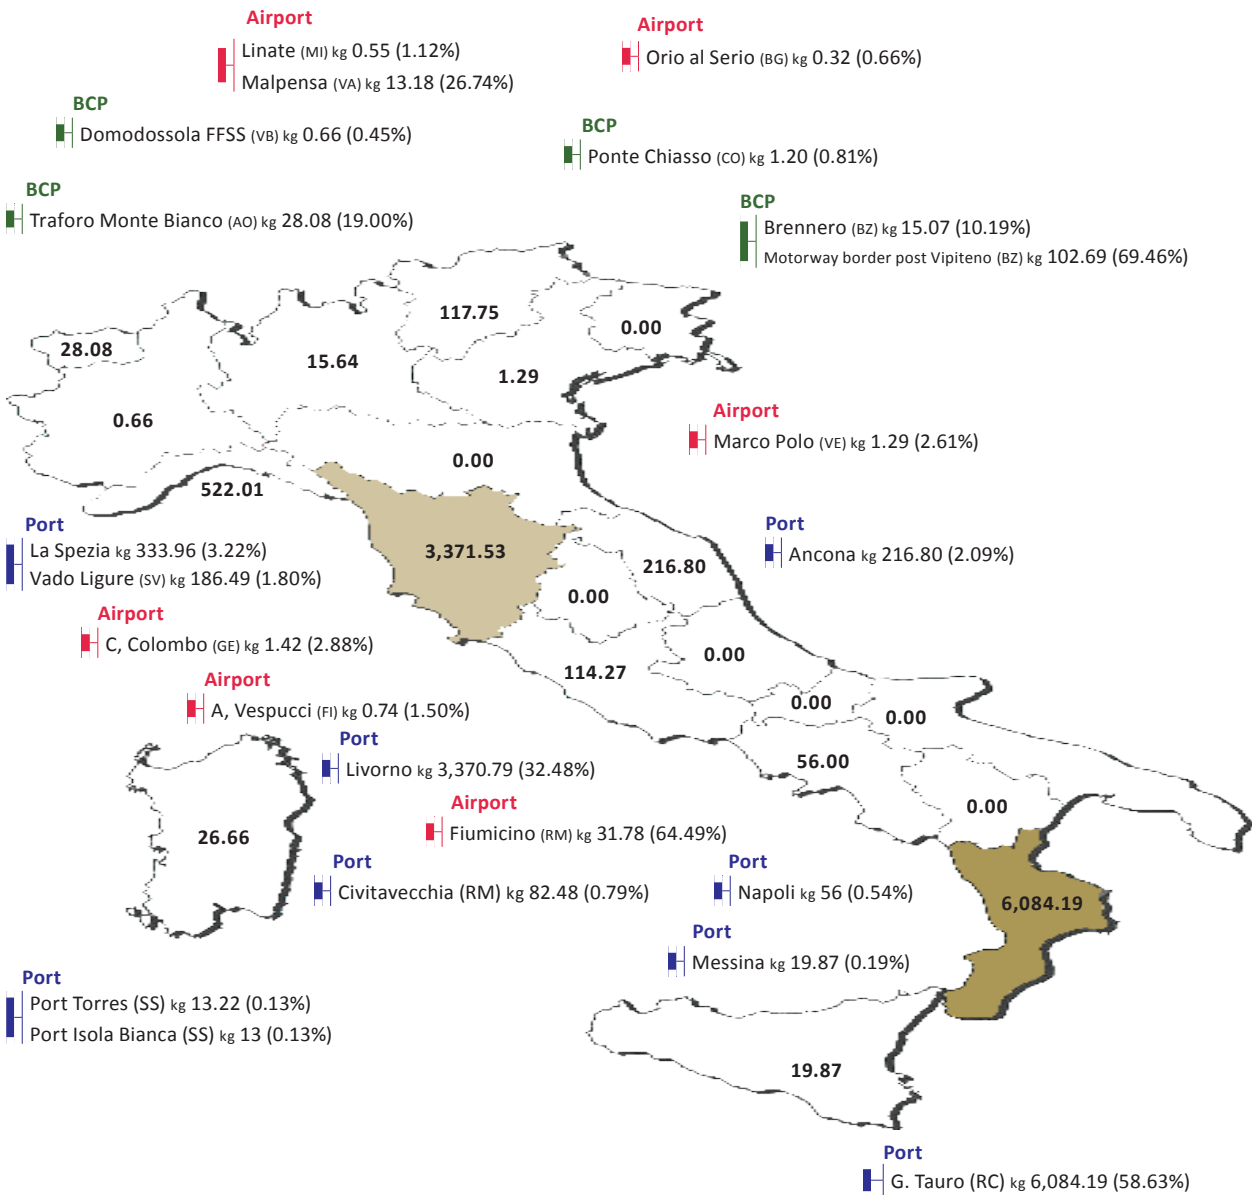 Airport
Linate (MI) kg 0.55 (1.12%)
Malpensa (VA) kg 13.18 (26.74%)
Airport
Orio al Serio (BG) kg 0.32 (0.66%)
BCP
Domodossola FFSS (VB) kg 0.66 (0.45%)
BCP
Ponte Chiasso (CO) kg 1.20 (0.81%)
BCP
Traforo Monte Bianco (AO) kg 28.08 (19.00%)
BCP
Brennero (BZ) kg 15.07 (10.19%)
Motorway border post Vipiteno (BZ) kg 102.69 (69.46%)
117.75
0.00
28.08
15.64
1.29
0.66
Airport
Marco Polo (VE) kg 1.29 (2.61%)
0.00
522.01
Port
La Spezia kg 333.96 (3.22%)
Vado Ligure (SV) kg 186.49 (1.80%)
3,371.53
216.80
Port
Ancona kg 216.80 (2.09%)
0.00
Airport
C, Colombo (GE) kg 1.42 (2.88%)
0.00
114.27
Airport
A, Vespucci (FI) kg 0.74 (1.50%)
0.00
0.00
Port
Livorno kg 3,370.79 (32.48%)
56.00
0.00
Airport
Fiumicino (RM) kg 31.78 (64.49%)
26.66
Port
Civitavecchia (RM) kg 82.48 (0.79%)
Port
Napoli kg 56 (0.54%)
6,084.19
Port
Messina kg 19.87 (0.19%)
Port
Port Torres (SS) kg 13.22 (0.13%)
Port Isola Bianca (SS) kg 13 (0.13%)
19.87
Port
G. Tauro (RC) kg 6,084.19 (58.63%)